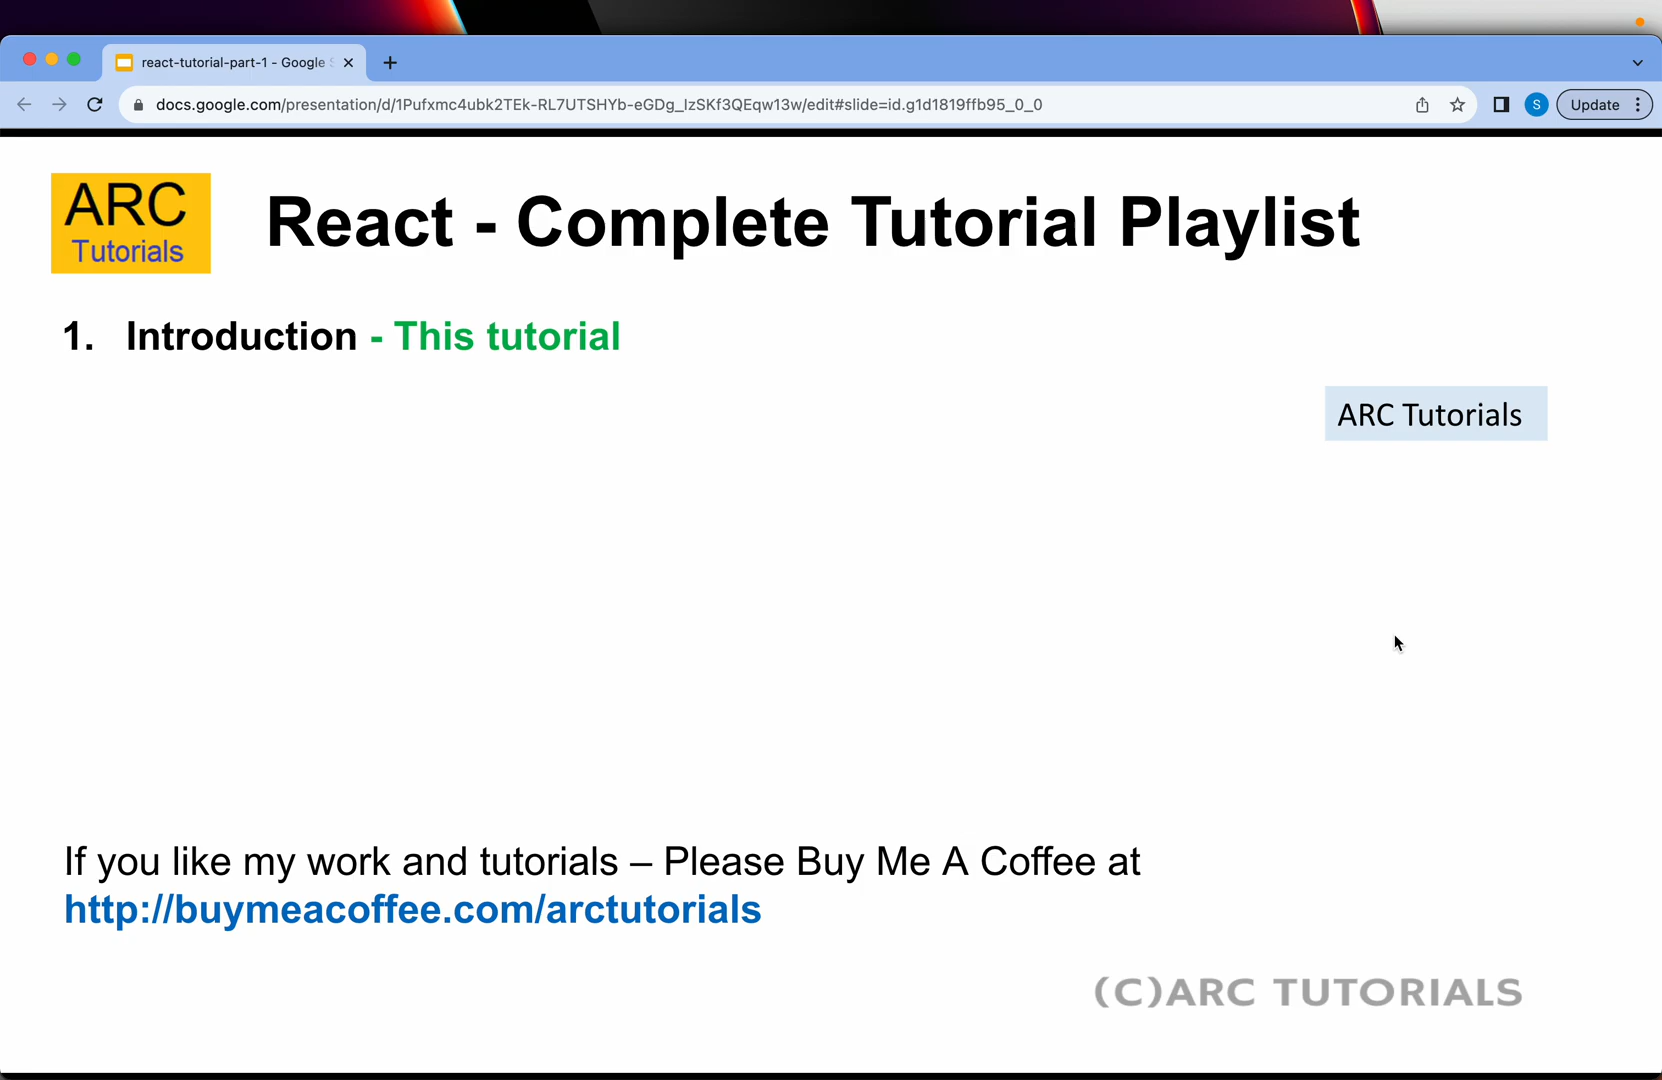 react-tutorial-part-1 - Google
docs.google.com/presentation/d/1Pufxmc4ubk2TEk-RL7UTSHYb-eGDg_IzSKf3QEqw13w/edit#slide=id.g1d1819ffb95_0_0
S
Update
ARC
Tutorials
React - Complete Tutorial Playlist
1. Introduction - This tutorial
ARC Tutorials
If you like my work and tutorials – Please Buy Me A Coffee at
http://buymeacoffee.com/arctutorials
(C)ARC TUTORIALS